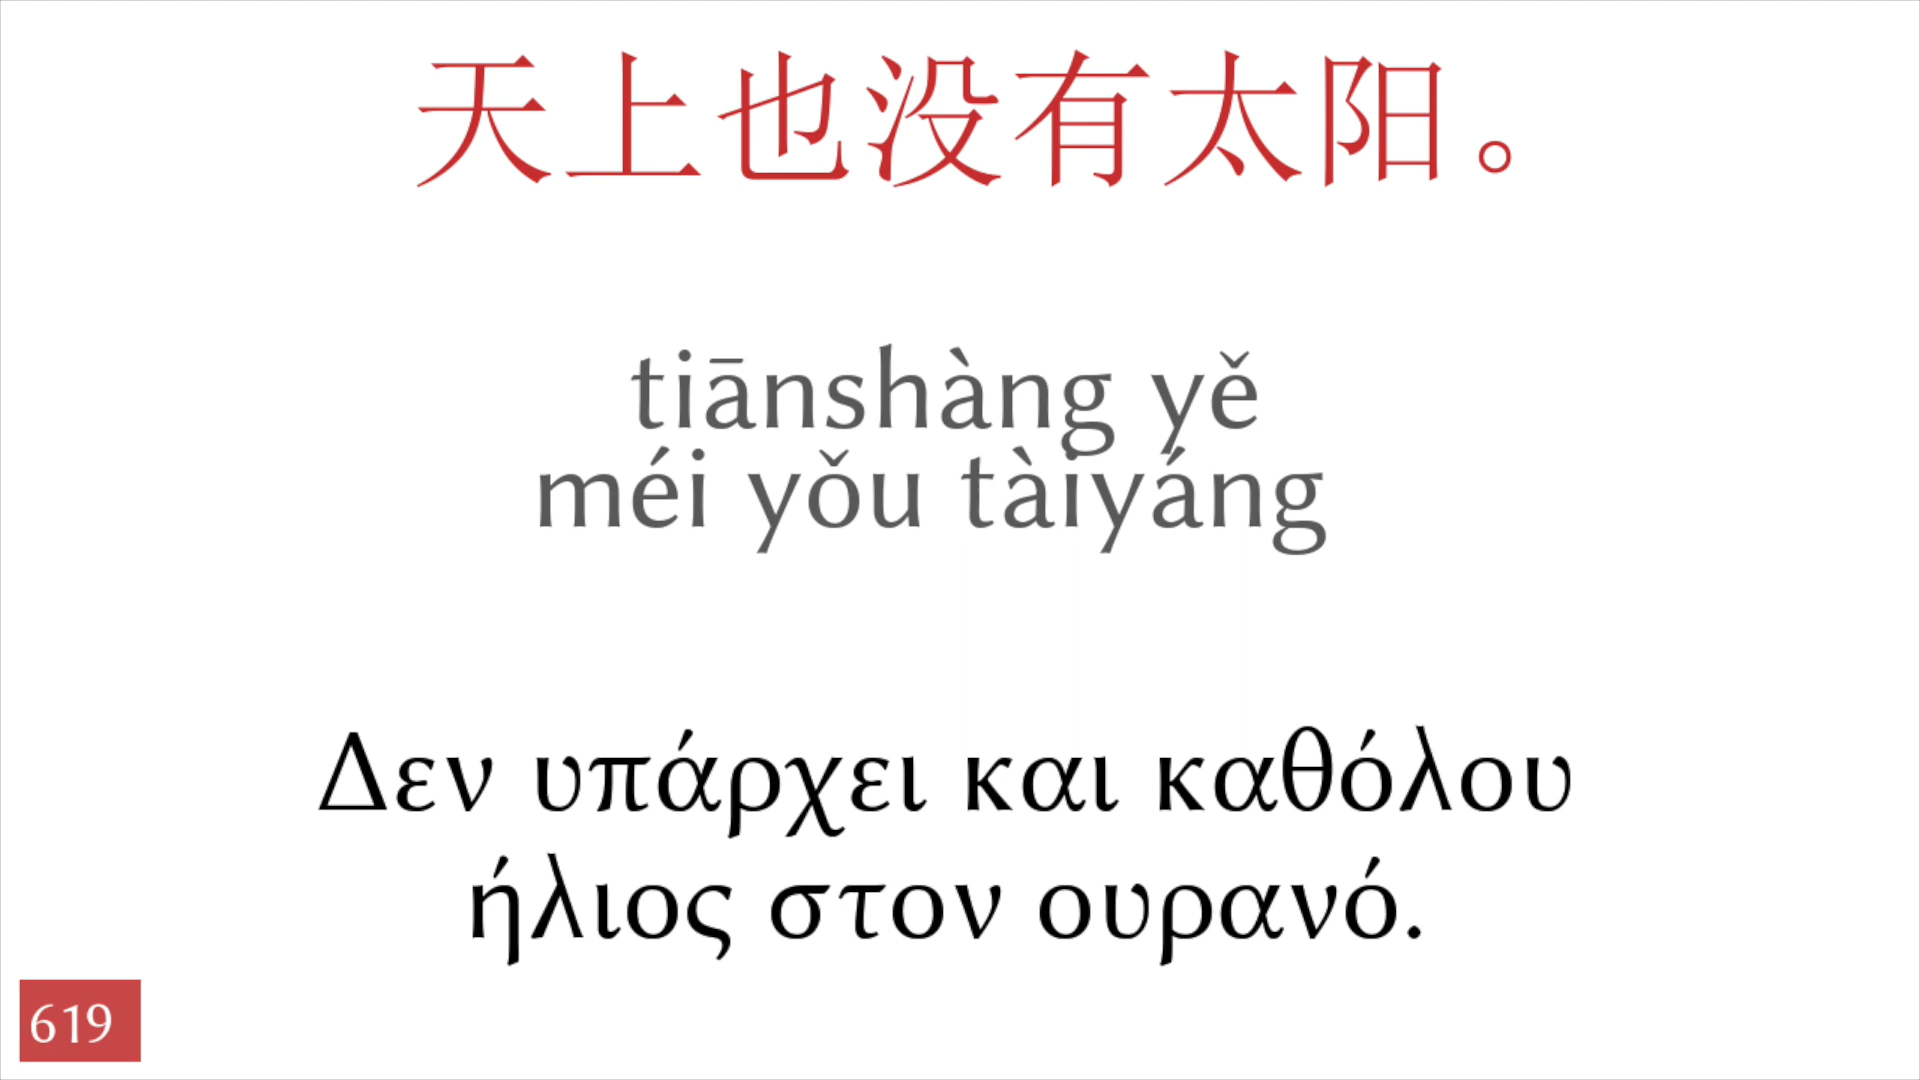 天上也没有太阳。
tiānshàng yě
méi yǒu tàiyáng
Δεν υπάρχει και καθόλου
ήλιος στον ουρανό.
619